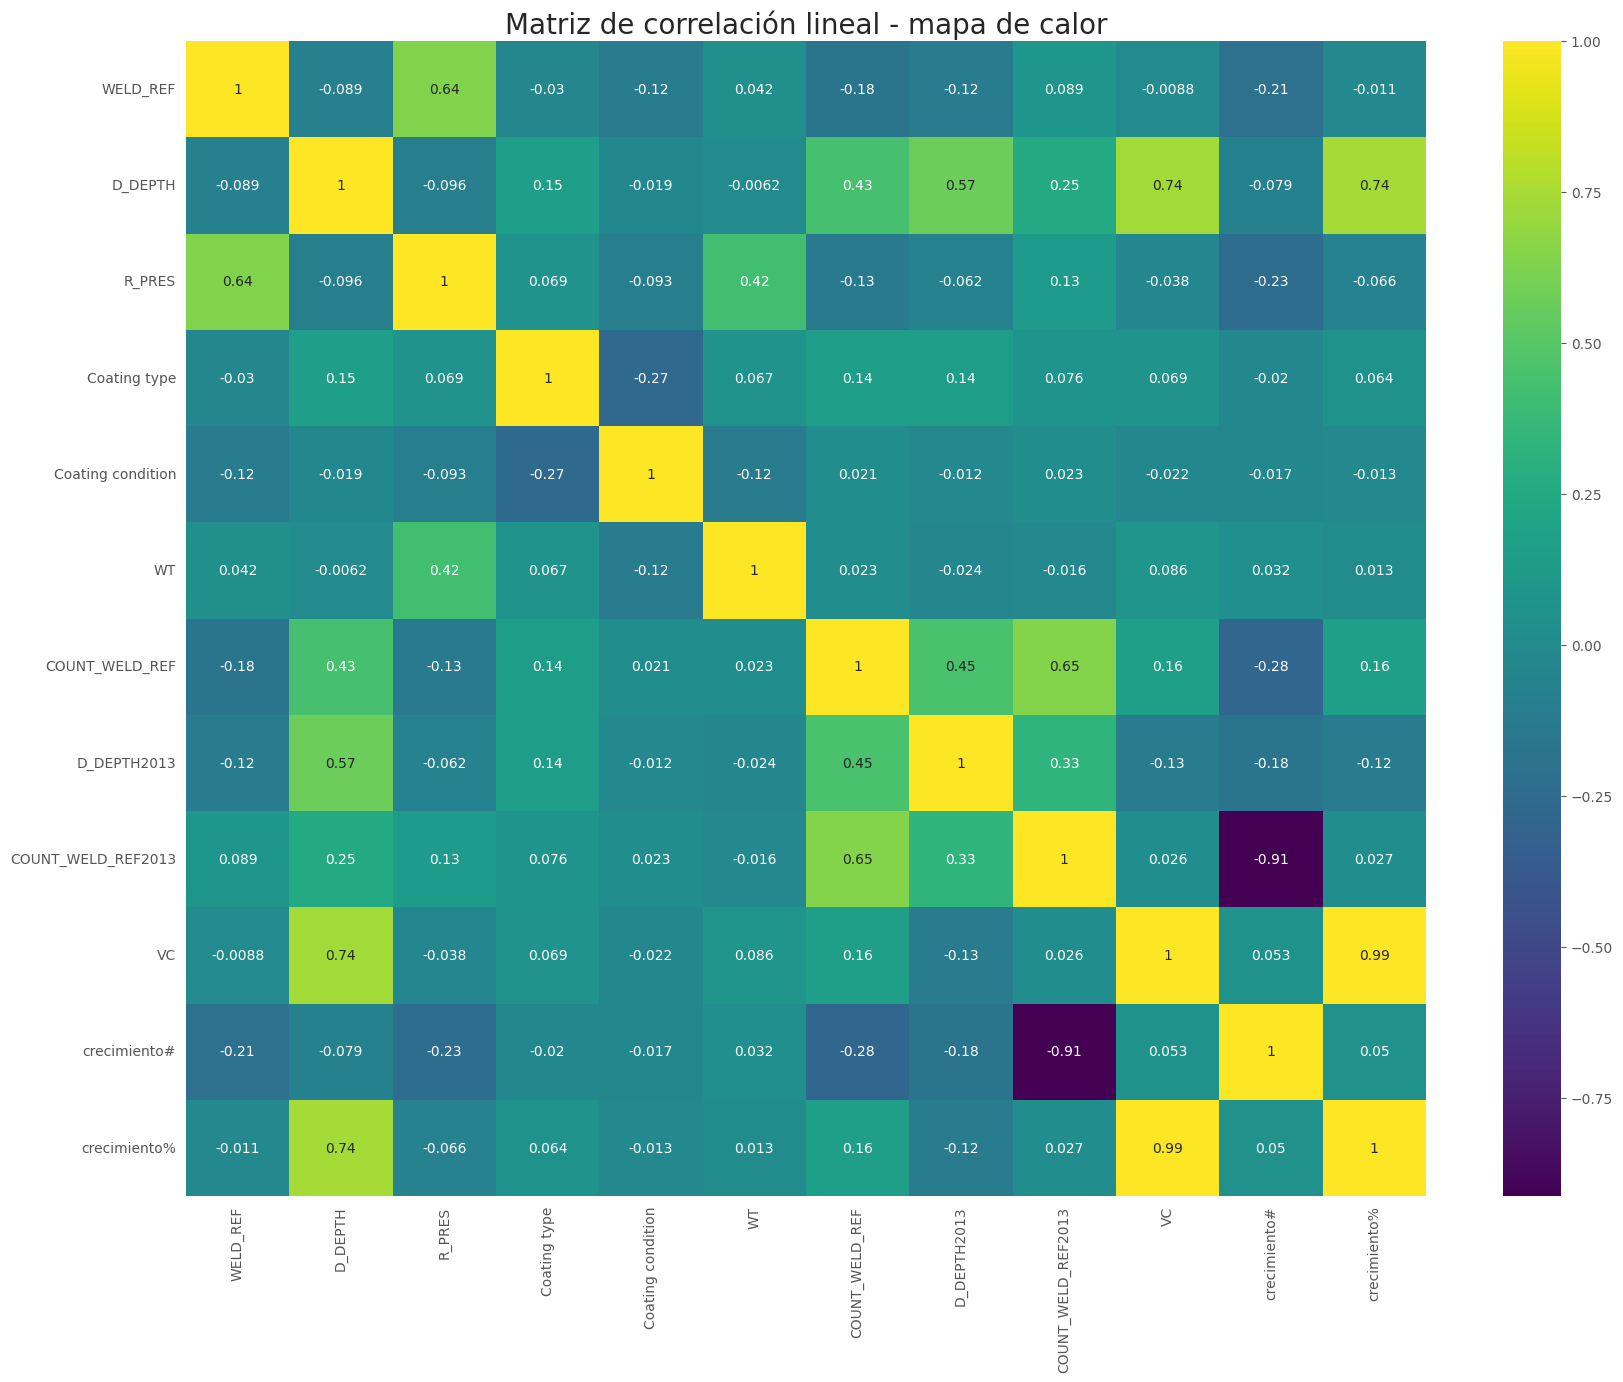 Matriz de correlación lineal - mapa de calor
WELD_REF 1 -0.089 0.64 -0.03 -0.12 0.042 -0.18 -0.12 0.089 -0.0088 -0.21 -0.011
D_DEPTH -0.089 1 -0.096 0.15 -0.019 -0.0062 0.43 0.57 0.25 0.74 -0.079 0.74
R_PRES 0.64 -0.096 1 0.069 -0.093 0.42 -0.13 -0.062 0.13 -0.038 -0.23 -0.066
Coating type -0.03 0.15 0.069 1 -0.27 0.067 0.14 0.14 0.076 0.069 -0.02 0.064
Coating condition -0.12 -0.019 -0.093 -0.27 1 -0.12 0.021 -0.012 0.023 -0.022 -0.017 -0.013
WT 0.042 -0.0062 0.42 0.067 -0.12 1 0.023 -0.024 -0.016 0.086 0.032 0.013
COUNT_WELD_REF -0.18 0.43 -0.13 0.14 0.021 0.023 1 0.45 0.65 0.16 -0.28 0.16
D_DEPTH2013 -0.12 0.57 -0.062 0.14 -0.012 -0.024 0.45 1 0.33 -0.13 -0.18 -0.12
COUNT_WELD_REF2013 0.089 0.25 0.13 0.076 0.023 -0.016 0.65 0.33 1 0.026 -0.91 0.027
VC -0.0088 0.74 -0.038 0.069 -0.022 0.086 0.16 -0.13 0.026 1 0.053 0.99
crecimiento# -0.21 -0.079 -0.23 -0.02 -0.017 0.032 -0.28 -0.18 -0.91 0.053 1 0.05
crecimiento% -0.011 0.74 -0.066 0.064 -0.013 0.013 0.16 -0.12 0.027 0.99 0.05 1
WELD_REF
D_DEPTH
R_PRES
Coating type
Coating condition
WT
COUNT_WELD_REF
D_DEPTH2013
COUNT_WELD_REF2013
VC
crecimiento#
crecimiento%
1.00
0.75
0.50
0.25
0.00
−0.25
−0.50
−0.75